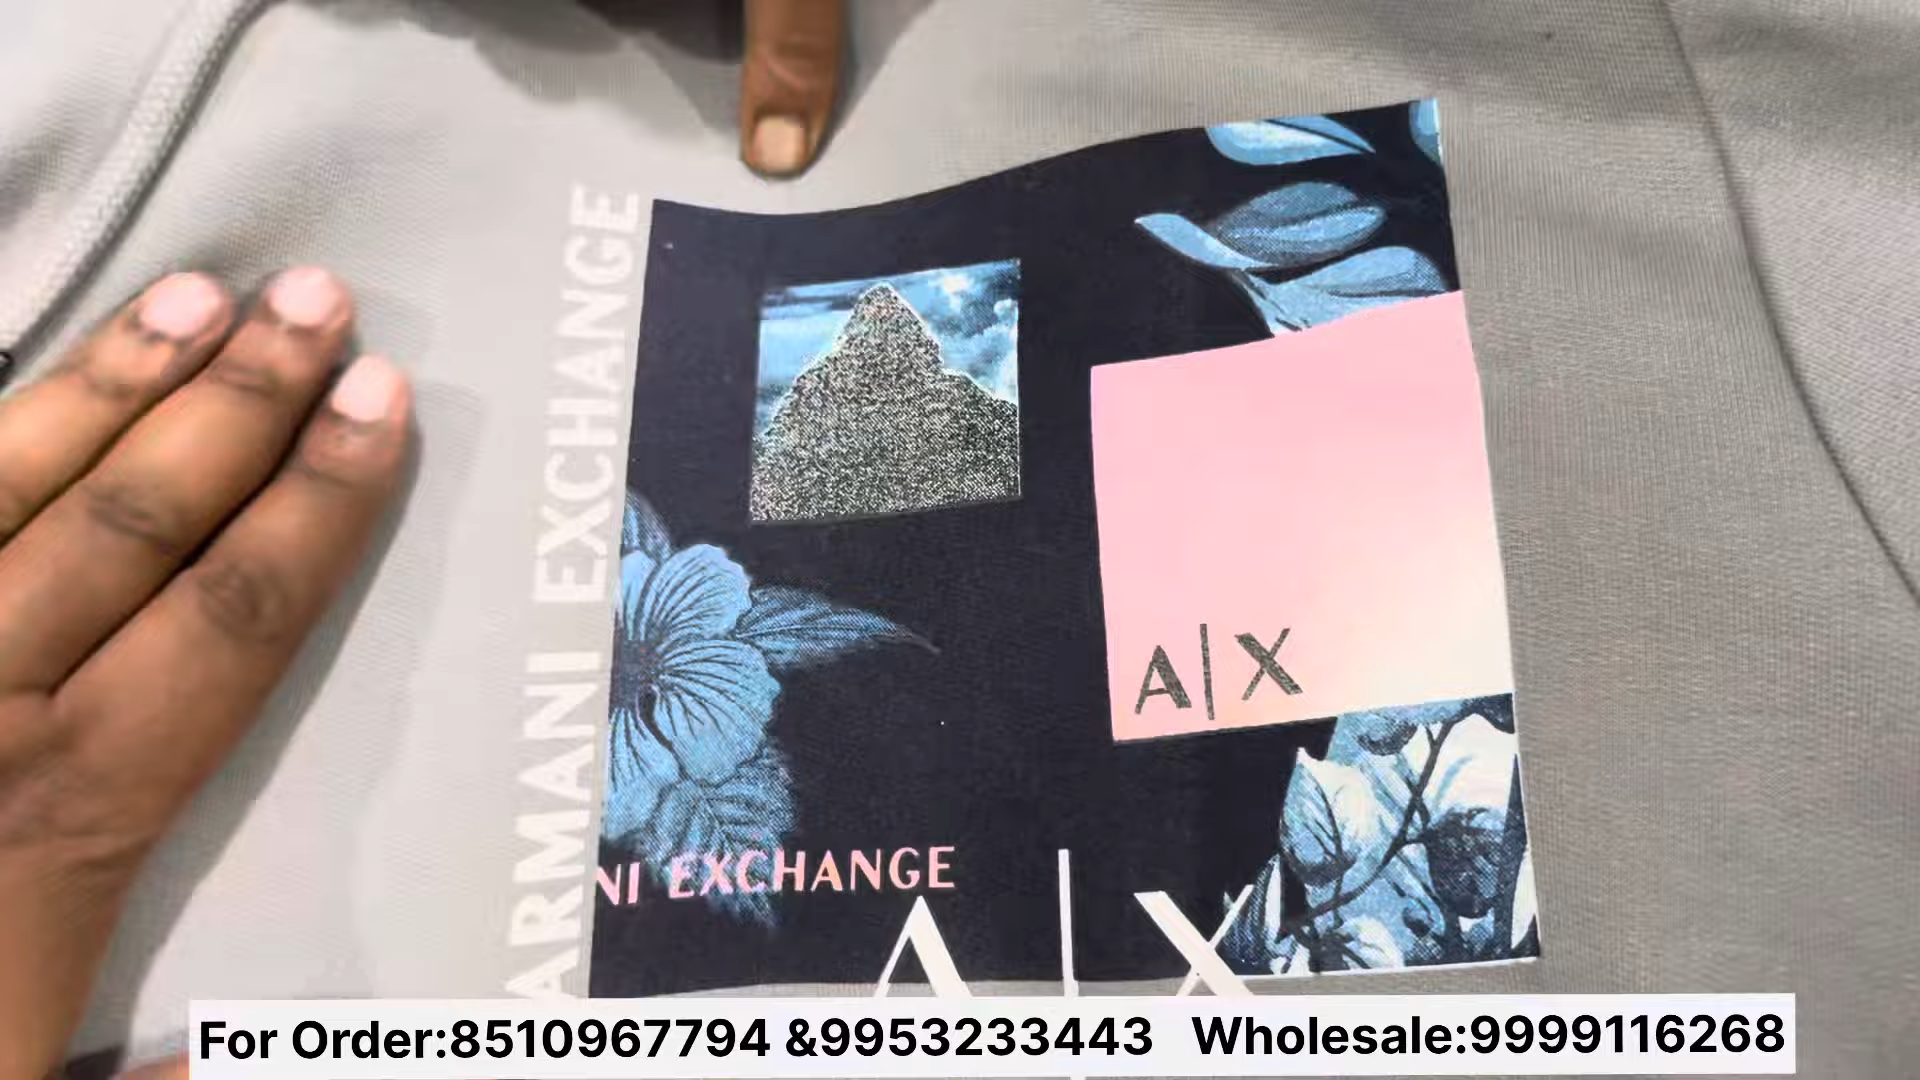 ARMANI EXCHANGE
A|X
NI EXCHANGE
A|X
For Order:8510967794 &9953233443 Wholesale:9999116268